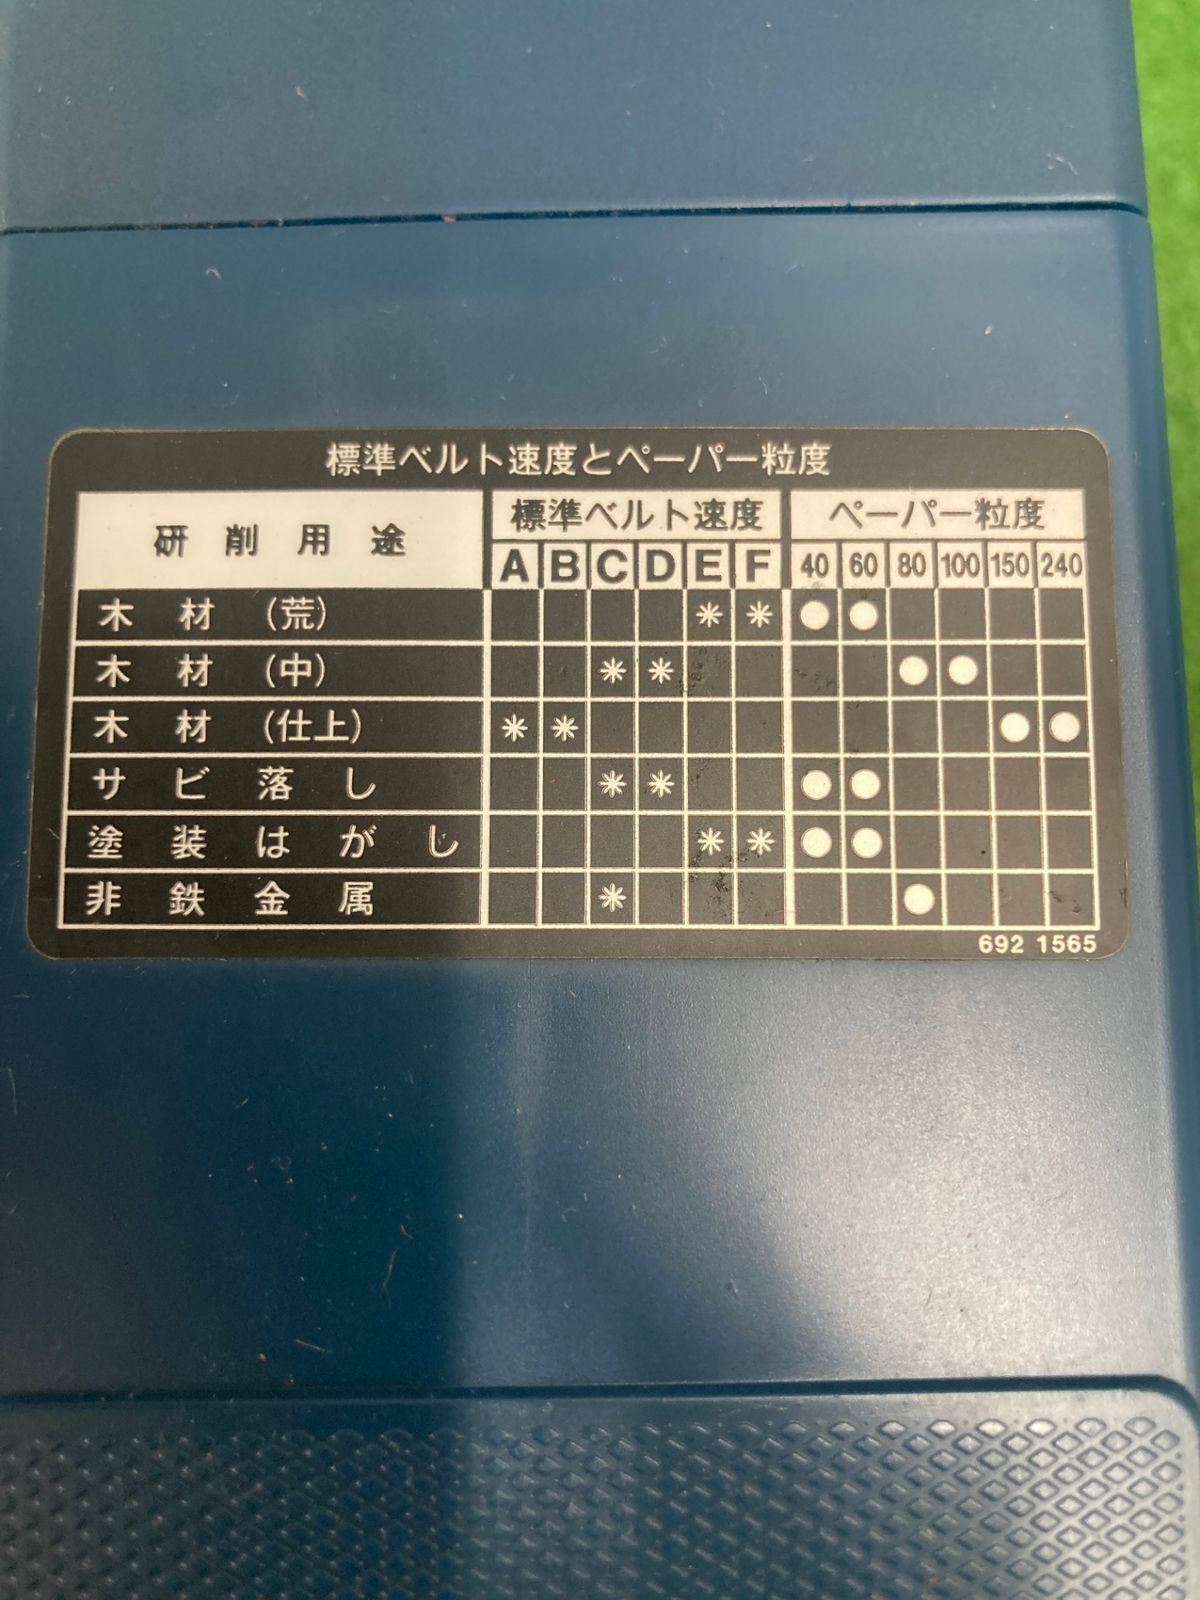 標準ベルト速度とペーパー粒度
研削用途 標準ベルト速度 ペーパー粒度
A B C D E F 40 60 80 100 150 240
木材(荒) ✳ ✳ ● ●
木材(中) ✳ ✳ ● ●
木材(仕上) ✳ ✳ ● ●
サビ落し ✳ ✳ ● ●
塗装はがし ✳ ✳ ● ●
非鉄金属 ✳ ●
692 1565